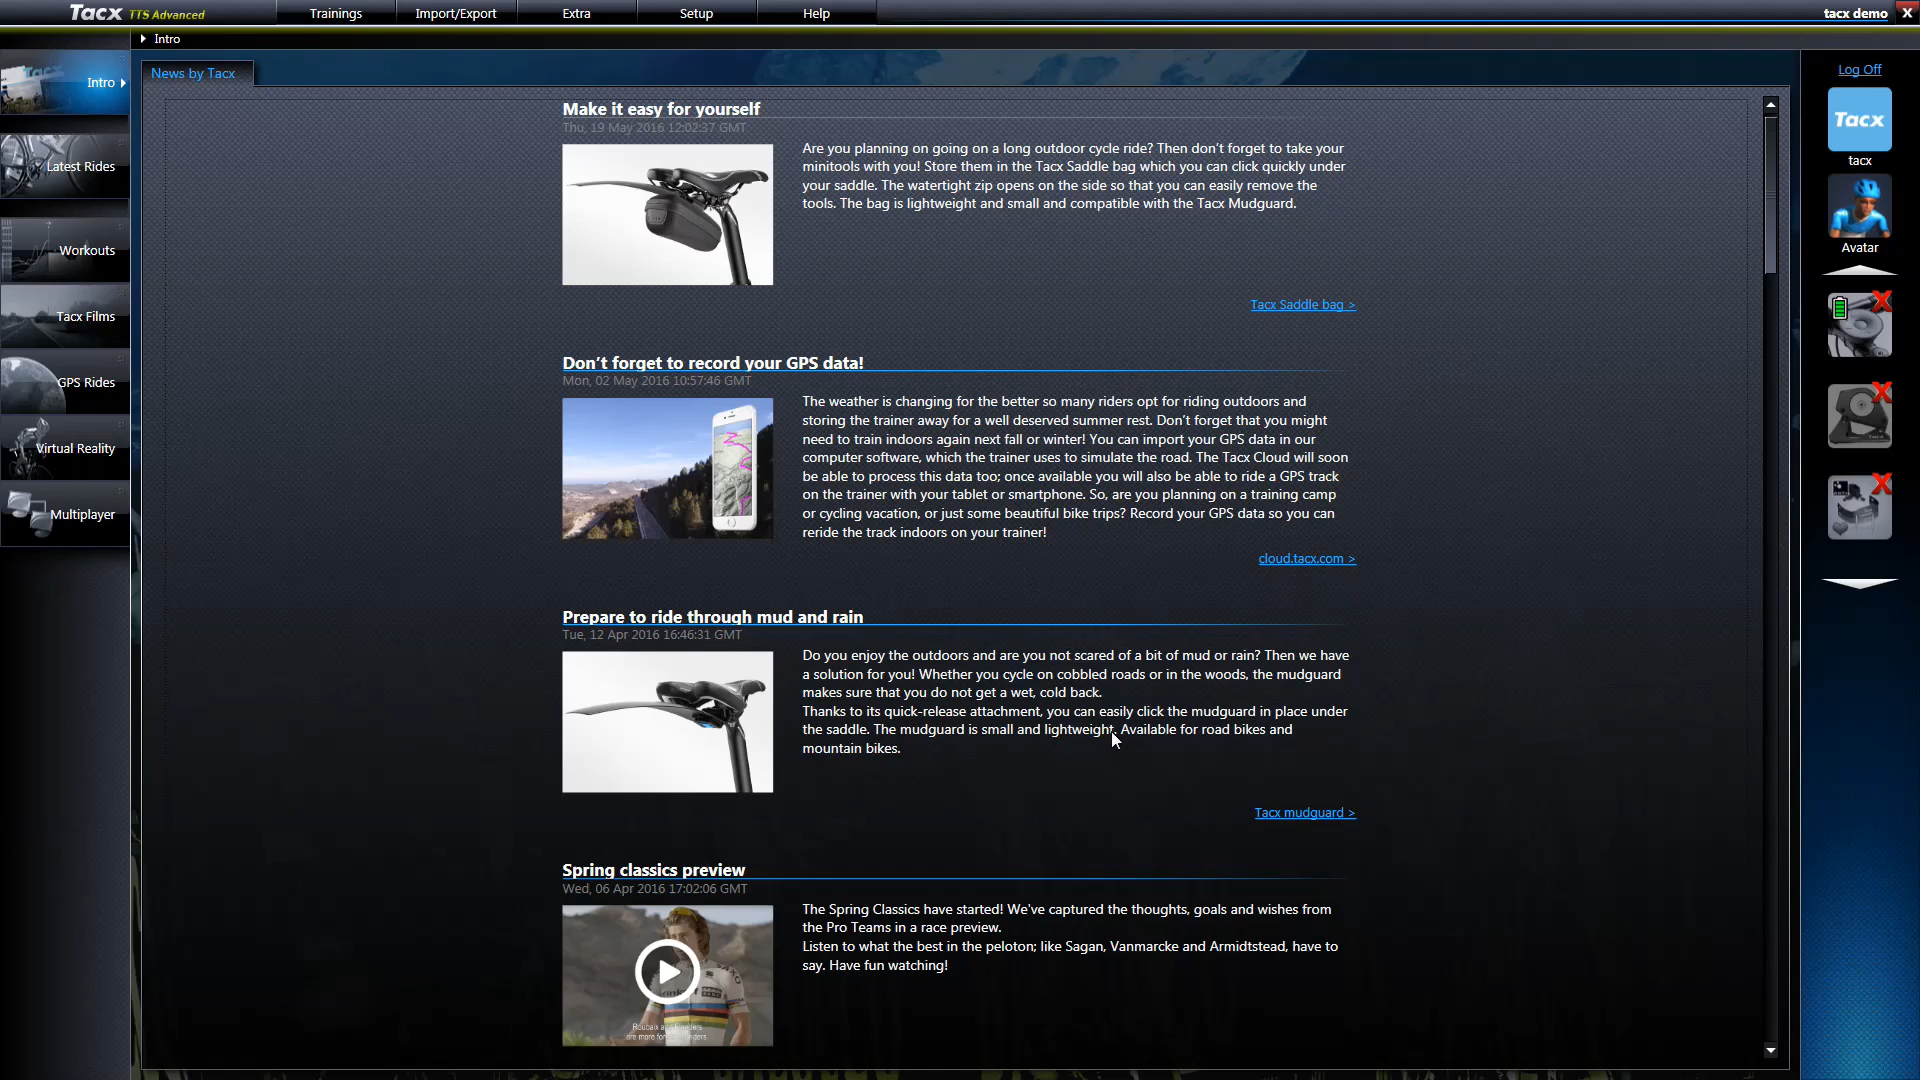 Tacx TTS Advanced
Trainings
Import/Export
Extra
Setup
Help
tacx demo
X
Intro
Intro
Latest Rides
Workouts
Tacx Films
GPS Rides
Virtual Reality
Multiplayer
News by Tacx
Make it easy for yourself
Thu, 19 May 2016 12:02:37 GMT
Are you planning on going on a long outdoor cycle ride? Then don't forget to take your
minitools with you! Store them in the Tacx Saddle bag which you can click quickly under
your saddle. The watertight zip opens on the side so that you can easily remove the
tools. The bag is lightweight and small and compatible with the Tacx Mudguard.
Tacx Saddle bag >
Don't forget to record your GPS data!
Mon, 02 May 2016 10:57:46 GMT
The weather is changing for the better so many riders opt for riding outdoors and
storing the trainer away for a well deserved summer rest. Don't forget that you might
need to train indoors again next fall or winter! You can import your GPS data in our
computer software, which the trainer uses to simulate the road. The Tacx Cloud will soon
be able to process this data too; once available you will also be able to ride a GPS track
on the trainer with your tablet or smartphone. So, are you planning on a training camp
or cycling vacation, or just some beautiful bike trips? Record your GPS data so you can
reride the track indoors on your trainer!
cloud.tacx.com >
Prepare to ride through mud and rain
Tue, 12 Apr 2016 16:46:31 GMT
Do you enjoy the outdoors and are you not scared of a bit of mud or rain? Then we have
a solution for you! Whether you cycle on cobbled roads or in the woods, the mudguard
makes sure that you do not get a wet, cold back.
Thanks to its quick-release attachment, you can easily click the mudguard in place under
the saddle. The mudguard is small and lightweight. Available for road bikes and
mountain bikes.
Tacx mudguard >
Spring classics preview
Wed, 06 Apr 2016 17:02:06 GMT
The Spring Classics have started! We've captured the thoughts, goals and wishes from
the Pro Teams in a race preview.
Listen to what the best in the peloton; like Sagan, Vanmarcke and Armidtstead, have to
say. Have fun watching!
Roubaix
are more for
Log Off
Tacx
tacx
Avatar